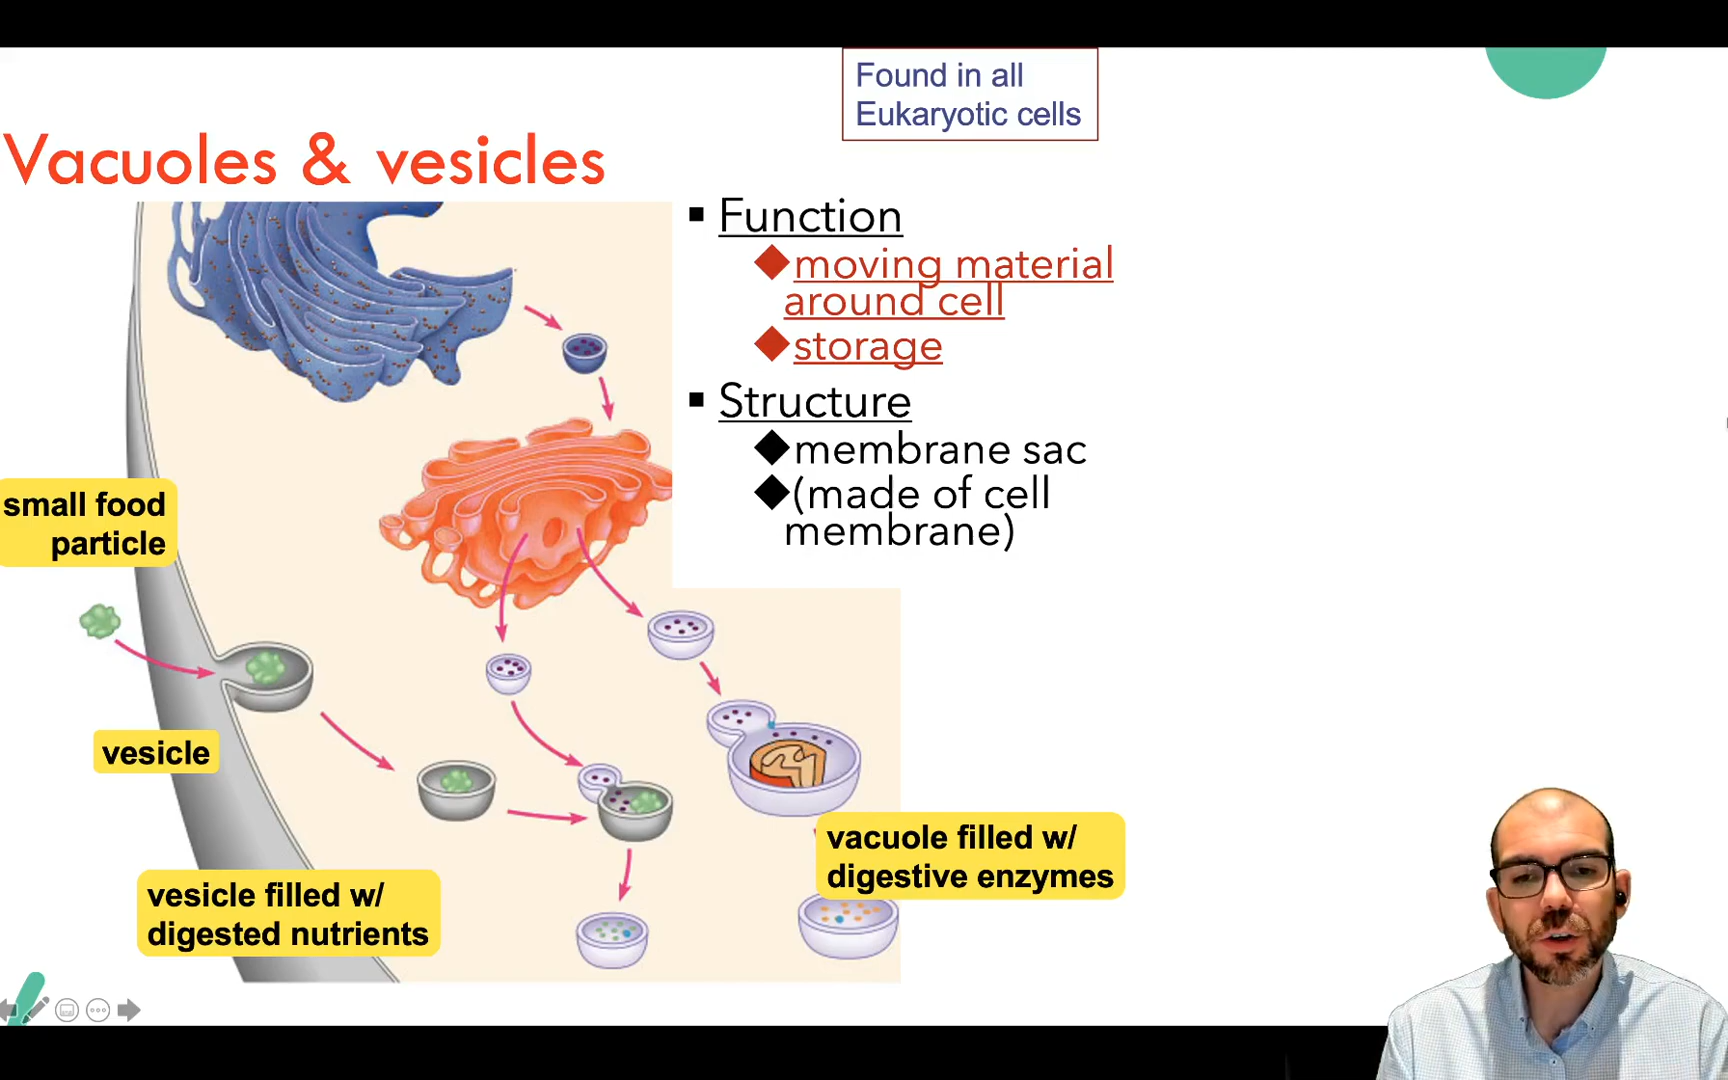 Found in all
Eukaryotic cells
Vacuoles & vesicles
Function
moving material
around cell
storage
Structure
membrane sac
(made of cell
membrane)
small food
particle
vesicle
vacuole filled w/
digestive enzymes
vesicle filled w/
digested nutrients